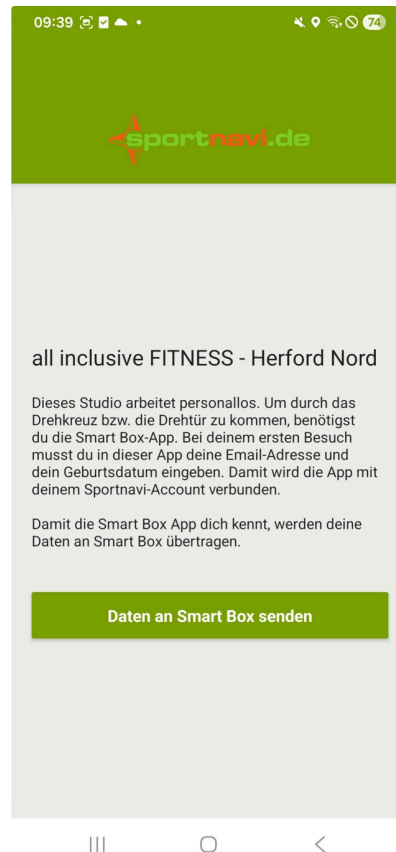 09:39
74
sportnavi.de
all inclusive FITNESS - Herford Nord
Dieses Studio arbeitet personallos. Um durch das
Drehkreuz bzw. die Drehtür zu kommen, benötigst
du die Smart Box-App. Bei deinem ersten Besuch
musst du in dieser App deine Email-Adresse und
dein Geburtsdatum eingeben. Damit wird die App mit
deinem Sportnavi-Account verbunden.
Damit die Smart Box App dich kennt, werden deine
Daten an Smart Box übertragen.
Daten an Smart Box senden